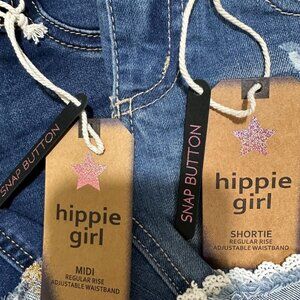 SNAP BUTTON
hippie
girl
MIDI
REGULAR RISE
ADJUSTABLE WAISTBAND
SNAP BUTTON
hippie
girl
SHORTIE
REGULAR RISE
ADJUSTABLE WAISTBAND